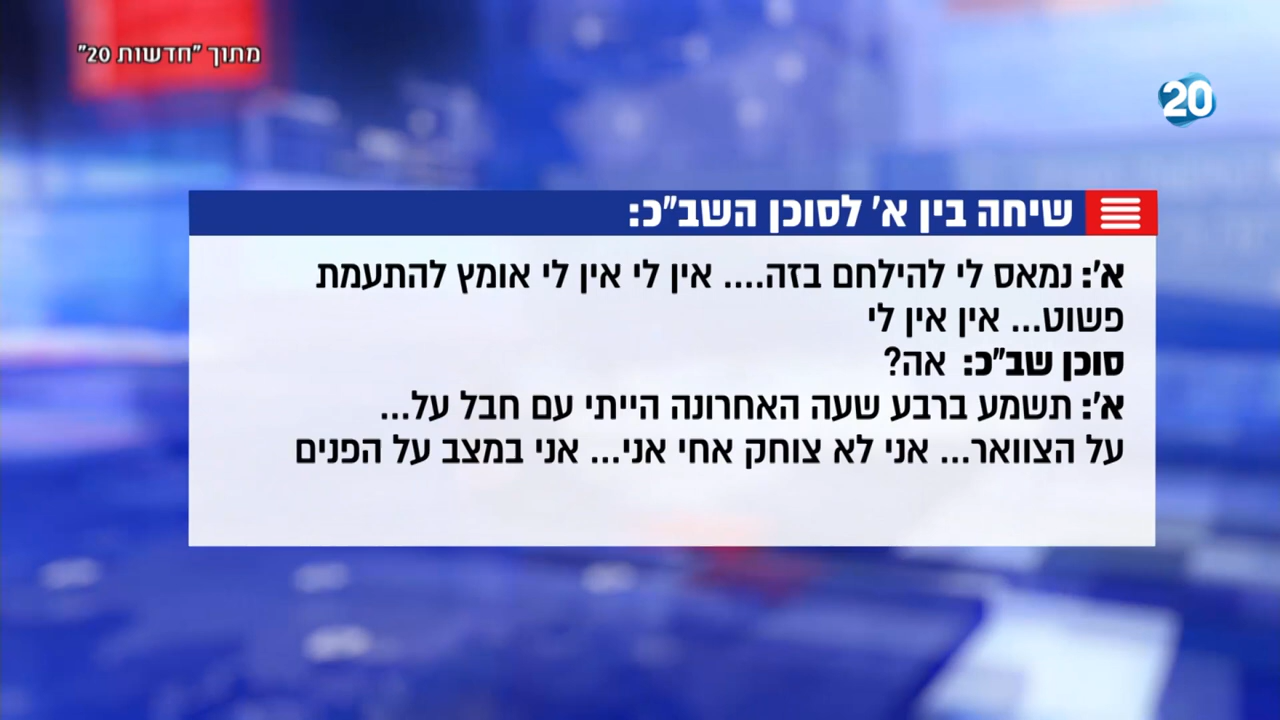 מתוך "חדשות 20"
20
שיחה בין א' לסוכן השב"כ:
א': נמאס לי להילחם בזה.... אין לי אין לי אומץ להתעמת
פשוט... אין אין לי
סוכן שב"כ: אה?
א': תשמע ברבע שעה האחרונה הייתי עם חבל על...
על הצוואר... אני לא צוחק אחי אני... אני במצב על הפנים